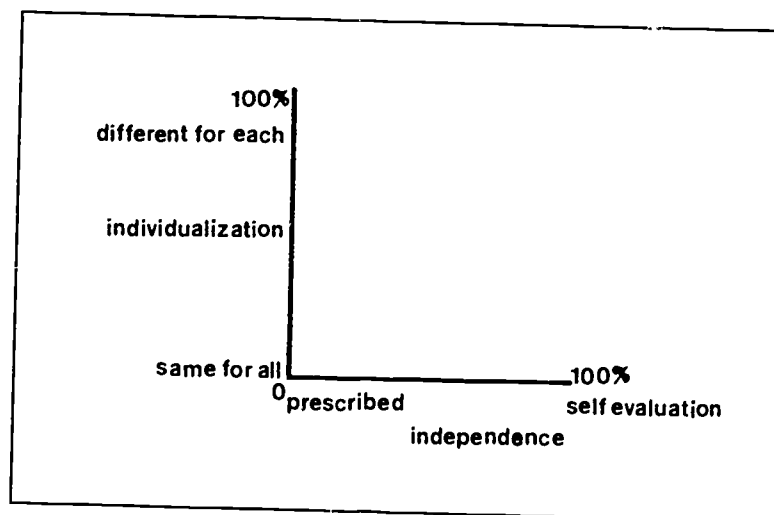 100%
different for each
individualization
same for all
100%
0
prescribed
self evaluation
independence